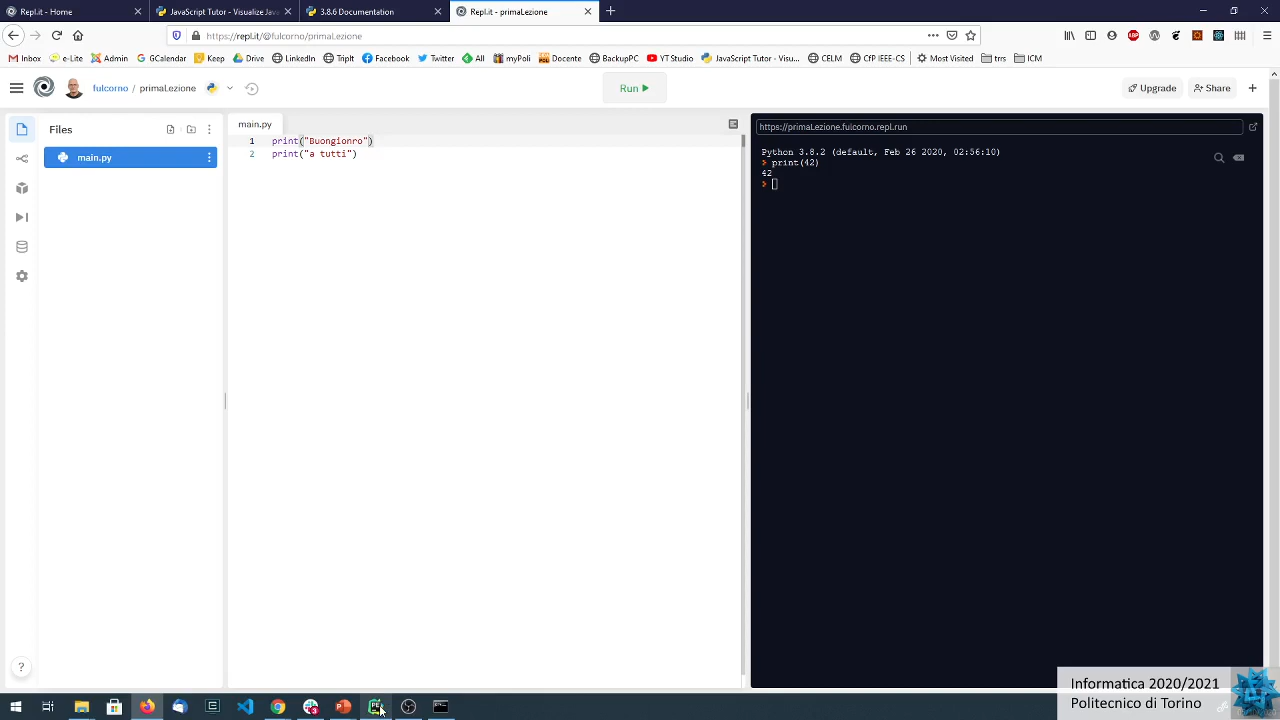 Repl.it - Home
JavaScript Tutor - Visualize Java
3.8.6 Documentation
Repl.it - primaLezione
https://repl.it/@fulcorno/primaLezione
Inbox
e-Lite
Admin
GCalendar
Keep
Drive
LinkedIn
TripIt
Facebook
Twitter
All
myPoli
Docente
BackupPC
YT Studio
JavaScript Tutor - Visu...
CELM
CfP IEEE-CS
Most Visited
trrs
ICM
fulcorno / primaLezione
Run
Upgrade
Share
Files
main.py
main.py
1 print("Buongionro")
2 print("a tutti")
https://primaLezione.fulcorno.repl.run
Python 3.8.2 (default, Feb 26 2020, 02:56:10)
> print(42)
42
>
?
Informatica 2020/2021
Politecnico di Torino